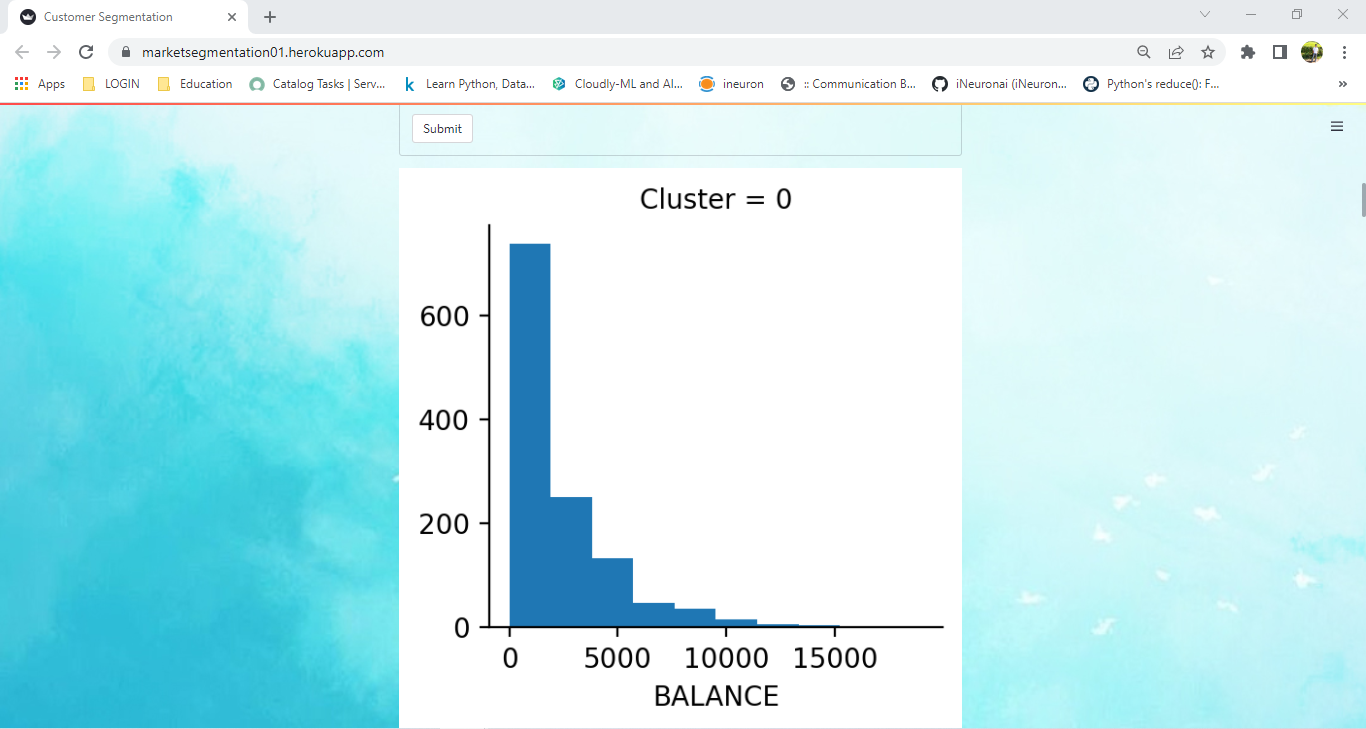 Customer Segmentation
marketsegmentation01.herokuapp.com
Apps LOGIN Education Catalog Tasks | Serv... Learn Python, Data... Cloudly-ML and AI... ineuron :: Communication B... iNeuronai (iNeuron... Python's reduce(): F... »
Submit
Cluster = 0
600
400
200
0
0 5000 10000 15000
BALANCE